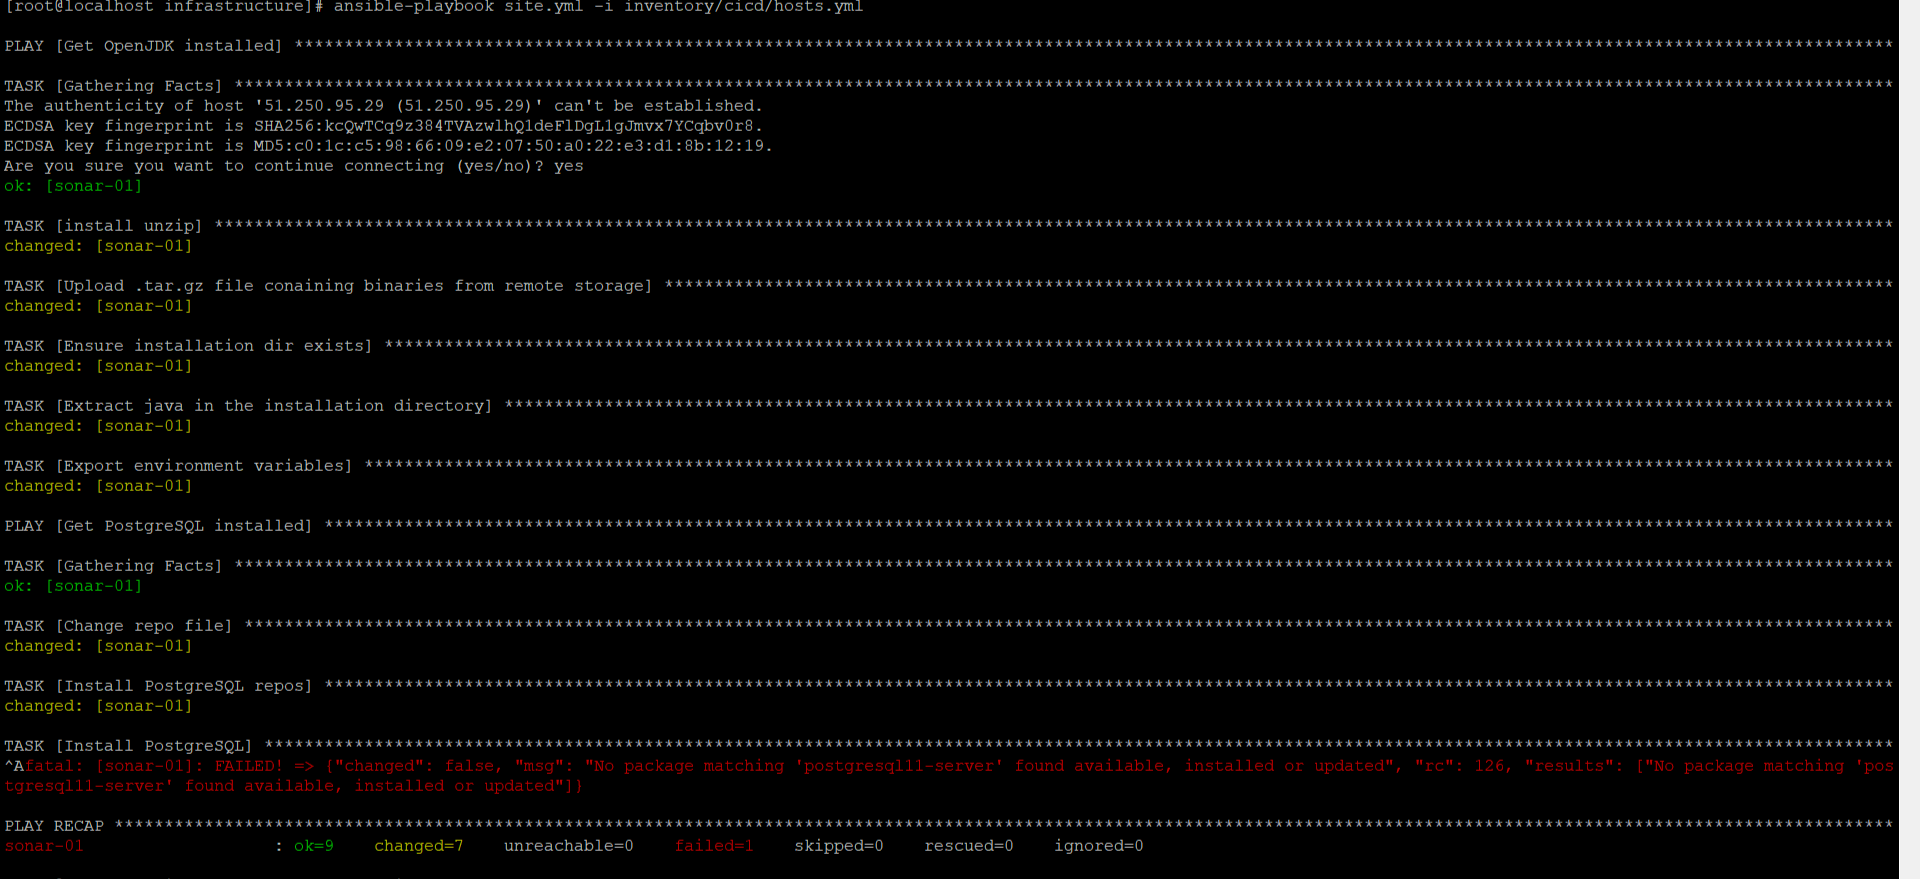 [root@localhost infrastructure]# ansible-playbook site.yml -i inventory/cicd/hosts.yml
PLAY [Get OpenJDK installed] ****************************************************************************************************************************************************************
TASK [Gathering Facts] **********************************************************************************************************************************************************************
The authenticity of host '51.250.95.29 (51.250.95.29)' can't be established.
ECDSA key fingerprint is SHA256:kcQwTCq9z384TVAzwlhQ1deFlDgL1gJmvx7YCqbv0r8.
ECDSA key fingerprint is MD5:c0:1c:c5:98:66:09:e2:07:50:a0:22:e3:d1:8b:12:19.
Are you sure you want to continue connecting (yes/no)? yes
ok: [sonar-01]
TASK [install unzip] ************************************************************************************************************************************************************************
changed: [sonar-01]
TASK [Upload .tar.gz file conaining binaries from remote storage] ***************************************************************************************************************************
changed: [sonar-01]
TASK [Ensure installation dir exists] *******************************************************************************************************************************************************
changed: [sonar-01]
TASK [Extract java in the installation directory] *******************************************************************************************************************************************
changed: [sonar-01]
TASK [Export environment variables] *********************************************************************************************************************************************************
changed: [sonar-01]
PLAY [Get PostgreSQL installed] *************************************************************************************************************************************************************
TASK [Gathering Facts] **********************************************************************************************************************************************************************
ok: [sonar-01]
TASK [Change repo file] *********************************************************************************************************************************************************************
changed: [sonar-01]
TASK [Install PostgreSQL repos] *************************************************************************************************************************************************************
changed: [sonar-01]
TASK [Install PostgreSQL] *******************************************************************************************************************************************************************
^Afatal: [sonar-01]: FAILED! => {"changed": false, "msg": "No package matching 'postgresql11-server' found available, installed or updated", "rc": 126, "results": ["No package matching 'pos
tgresql11-server' found available, installed or updated"]}
PLAY RECAP **********************************************************************************************************************************************************************************
sonar-01                   : ok=9    changed=7    unreachable=0    failed=1    skipped=0    rescued=0    ignored=0